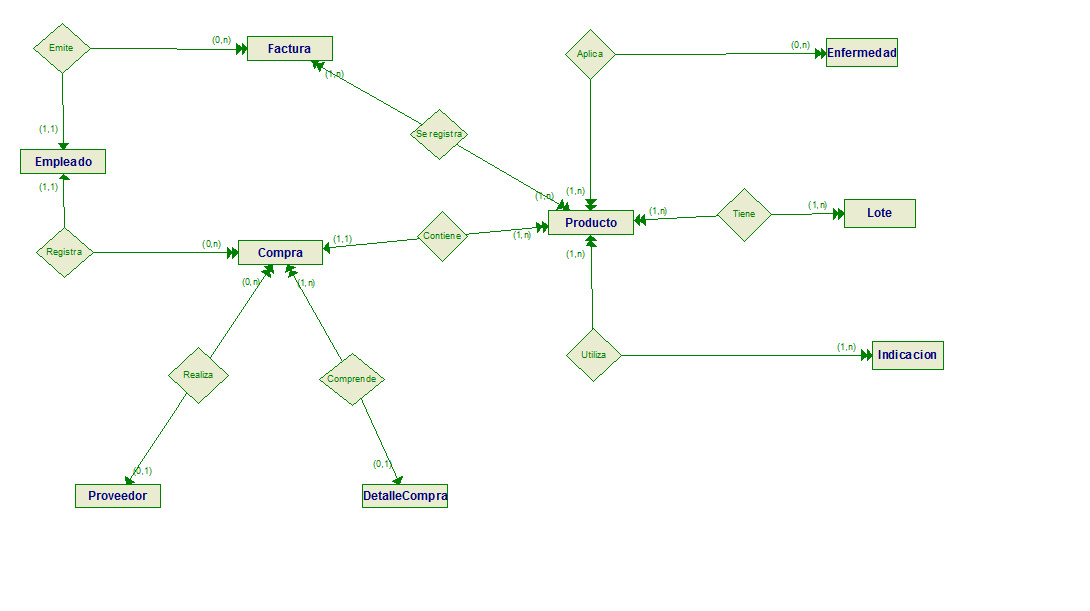 Emite
(0,n)
Factura
(1,n)
Aplica
(0,n)
Enfermedad
(1,1)
Se registra
Empleado
(1,1)
(1,n)
(1,n)
Producto
(1,n)
Tiene
(1,n)
Lote
Registra
(0,n)
Compra
(1,1)
Contiene
(1,n)
(1,n)
(0,n)
(1,n)
Utiliza
(1,n)
Indicacion
Realiza
Comprende
(0,1)
(0,1)
Proveedor
DetalleCompra